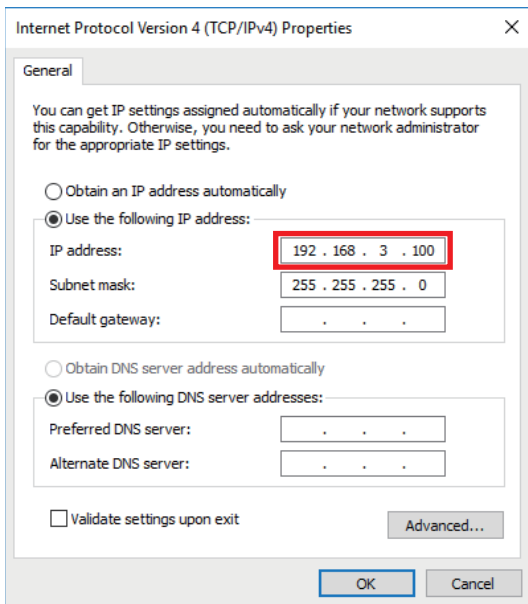 Internet Protocol Version 4 (TCP/IPv4) Properties
General
You can get IP settings assigned automatically if your network supports
this capability. Otherwise, you need to ask your network administrator
for the appropriate IP settings.
Obtain an IP address automatically
Use the following IP address:
IP address: 192 . 168 . 3 . 100
Subnet mask: 255 . 255 . 255 . 0
Default gateway: . . .
Obtain DNS server address automatically
Use the following DNS server addresses:
Preferred DNS server: . . .
Alternate DNS server: . . .
Validate settings upon exit
Advanced...
OK Cancel